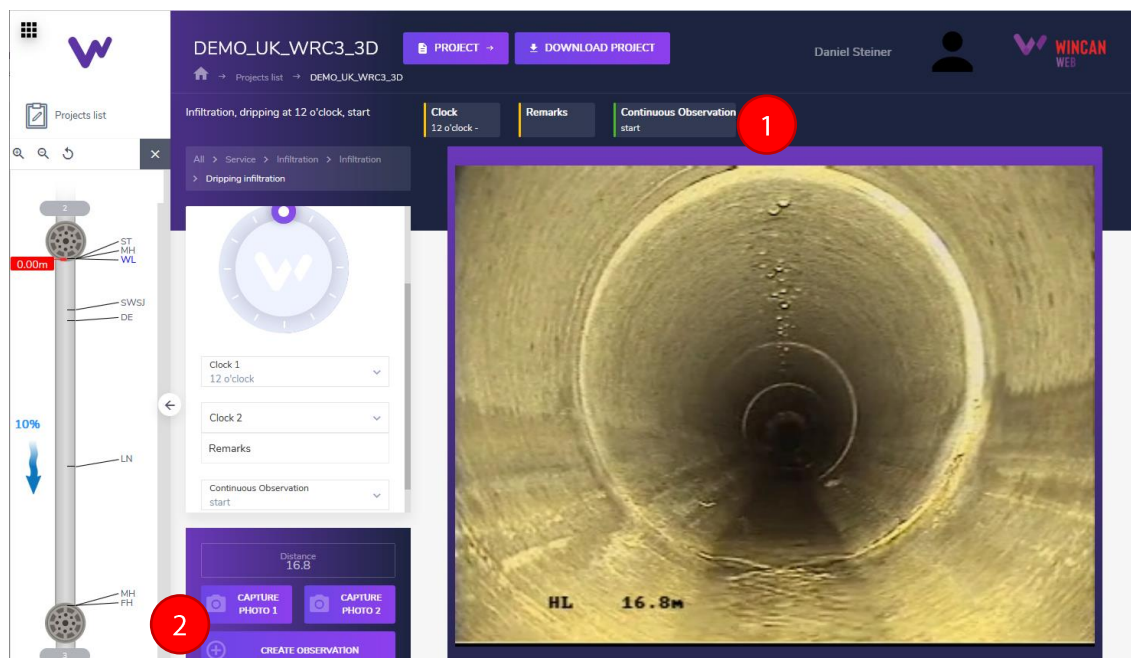 DEMO_UK_WRC3_3D
PROJECT →
DOWNLOAD PROJECT
Daniel Steiner
WINCAN
WEB
→ Projects list → DEMO_UK_WRC3_3D
Projects list
Infiltration, dripping at 12 o'clock, start
Clock
12 o'clock -
Remarks
Continuous Observation
start
1
All > Service > Infiltration > Infiltration
> Dripping infiltration
2
ST
MH
WL
0.00m
SWSJ
DE
10%
LN
MH
FH
3
Clock 1
12 o'clock
Clock 2
Remarks
Continuous Observation
start
Distance
16.8
CAPTURE
PHOTO 1
CAPTURE
PHOTO 2
2
CREATE OBSERVATION
HL 16.8m